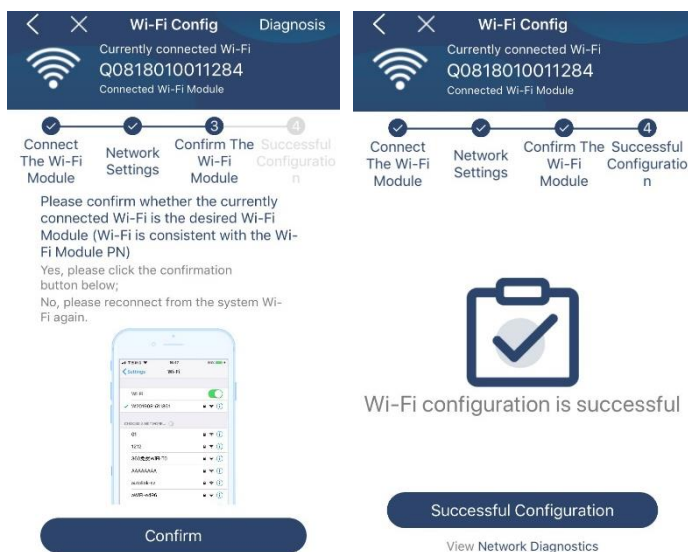 Wi-Fi Config
Diagnosis
Currently connected Wi-Fi
Q0818010011284
Connected Wi-Fi Module
3
4
Connect
The Wi-Fi
Module
Network
Settings
Confirm The
Wi-Fi
Module
Successful
Configuratio
n
Please confirm whether the currently
connected Wi-Fi is the desired Wi-Fi
Module (Wi-Fi is consistent with the Wi-
Fi Module PN)
Yes, please click the confirmation
button below;
No, please reconnect from the system Wi-
Fi again.
Settings
Wi-Fi
Wi-Fi
01
1212
AAAAAAAA
Confirm
Wi-Fi Config
Currently connected Wi-Fi
Q0818010011284
Connected Wi-Fi Module
4
Connect
The Wi-Fi
Module
Network
Settings
Confirm The
Wi-Fi
Module
Successful
Configuratio
n
Wi-Fi configuration is successful
Successful Configuration
View Network Diagnostics